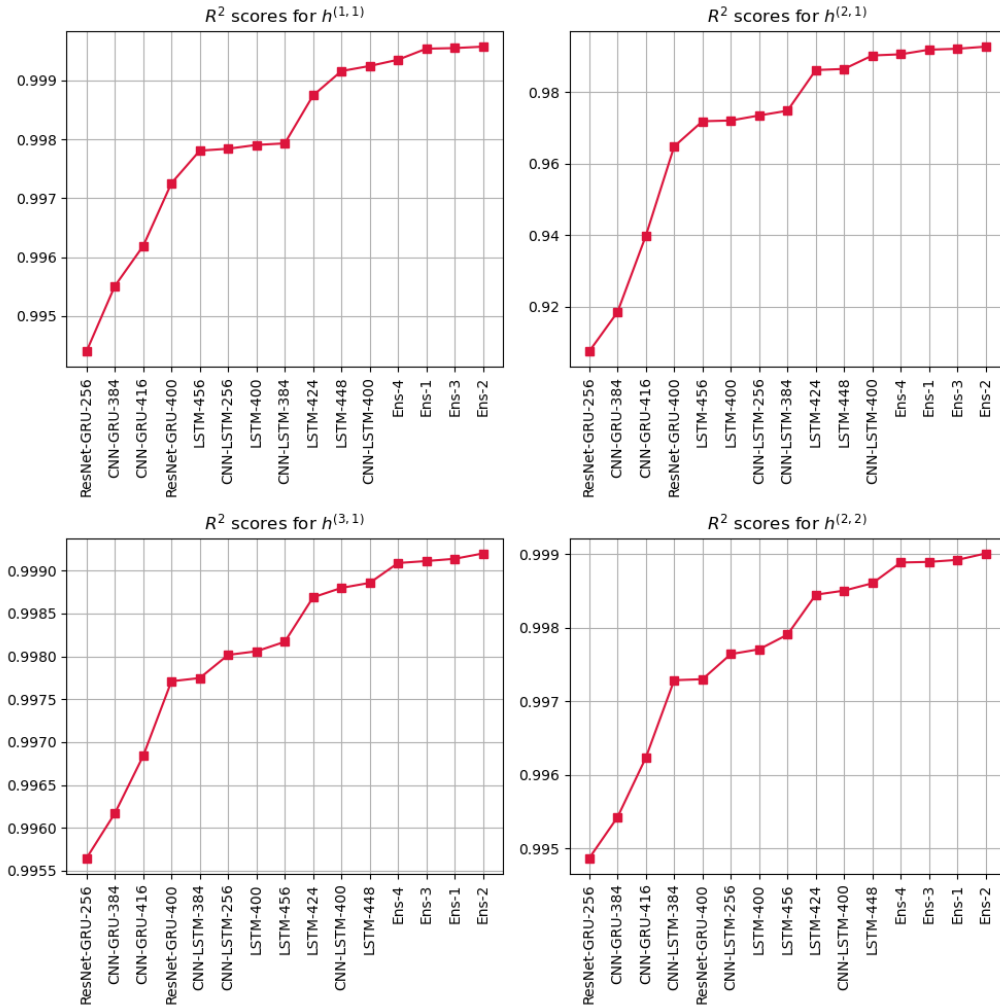 R² scores for h⁽¹,¹⁾
0.999
0.998
0.997
0.996
0.995
ResNet-GRU-256
CNN-GRU-384
CNN-GRU-416
ResNet-GRU-400
LSTM-456
CNN-LSTM-256
LSTM-400
CNN-LSTM-384
LSTM-424
LSTM-448
CNN-LSTM-400
Ens-4
Ens-1
Ens-3
Ens-2
R² scores for h⁽²,¹⁾
0.98
0.96
0.94
0.92
ResNet-GRU-256
CNN-GRU-384
CNN-GRU-416
ResNet-GRU-400
LSTM-456
LSTM-400
CNN-LSTM-256
CNN-LSTM-384
LSTM-424
LSTM-448
CNN-LSTM-400
Ens-4
Ens-1
Ens-3
Ens-2
R² scores for h⁽³,¹⁾
0.9990
0.9985
0.9980
0.9975
0.9970
0.9965
0.9960
0.9955
ResNet-GRU-256
CNN-GRU-384
CNN-GRU-416
ResNet-GRU-400
CNN-LSTM-384
CNN-LSTM-256
LSTM-400
LSTM-456
LSTM-424
CNN-LSTM-400
LSTM-448
Ens-4
Ens-3
Ens-1
Ens-2
R² scores for h⁽²,²⁾
0.999
0.998
0.997
0.996
0.995
ResNet-GRU-256
CNN-GRU-384
CNN-GRU-416
CNN-LSTM-384
ResNet-GRU-400
CNN-LSTM-256
LSTM-400
LSTM-456
LSTM-424
CNN-LSTM-400
LSTM-448
Ens-4
Ens-3
Ens-1
Ens-2